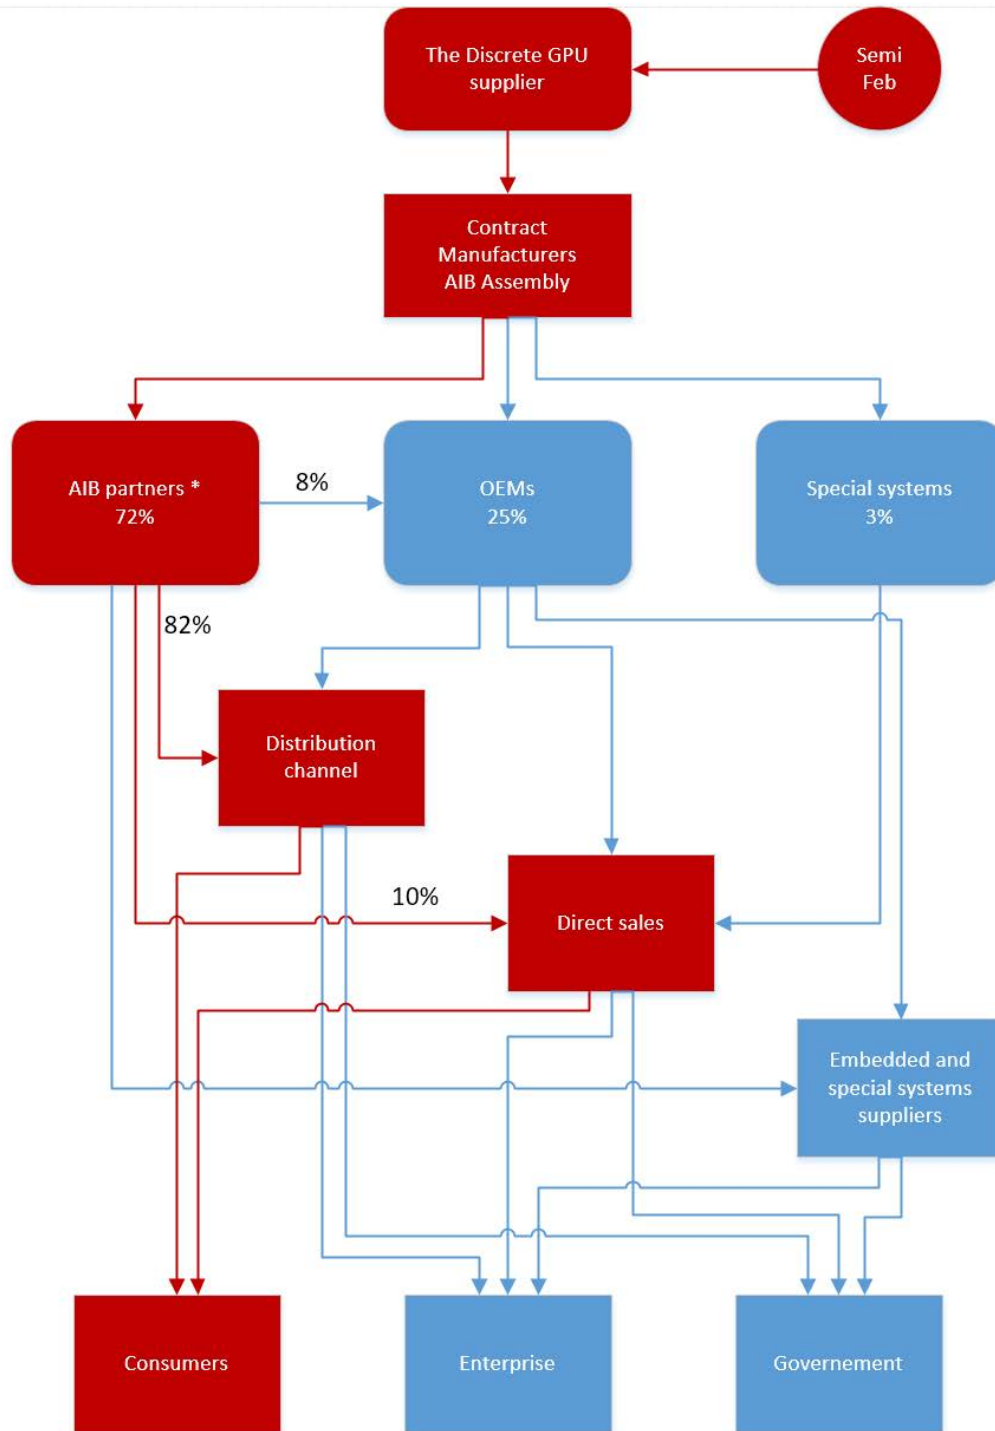 The Discrete GPU
supplier
Semi
Feb
Contract
Manufacturers
AIB Assembly
AIB partners *
72%
8%
OEMs
25%
Special systems
3%
82%
Distribution
channel
10%
Direct sales
Embedded and
special systems
suppliers
Consumers
Enterprise
Governement